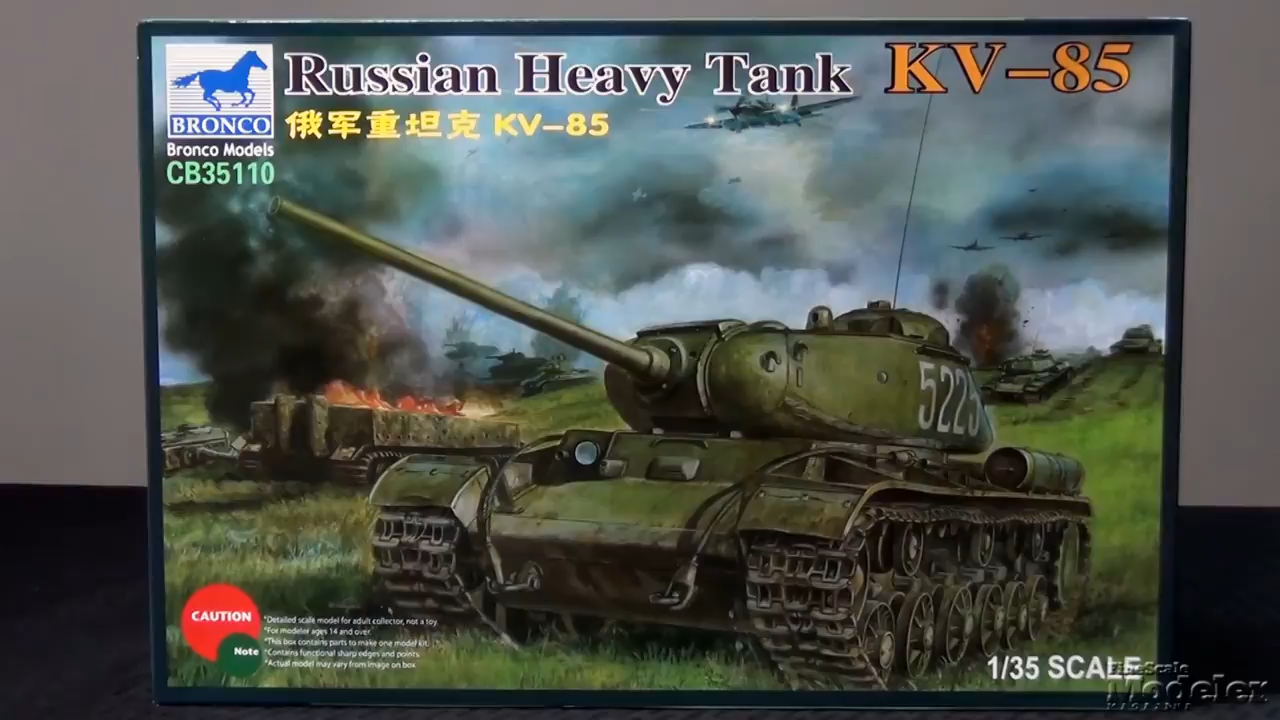 Russian Heavy Tank KV-85
俄军重坦克 KV-85
BRONCO
Bronco Models
CB35110
5225
CAUTION
Note
*Detailed scale model for adult collector, not a toy.
*For modeler ages 14 and over.
*This box contains parts to make one model kit.
*Contains functional sharp edges and points.
*Actual model may vary from image on box.
1/35 SCALE
FineScale
Modeler
MAGAZINE